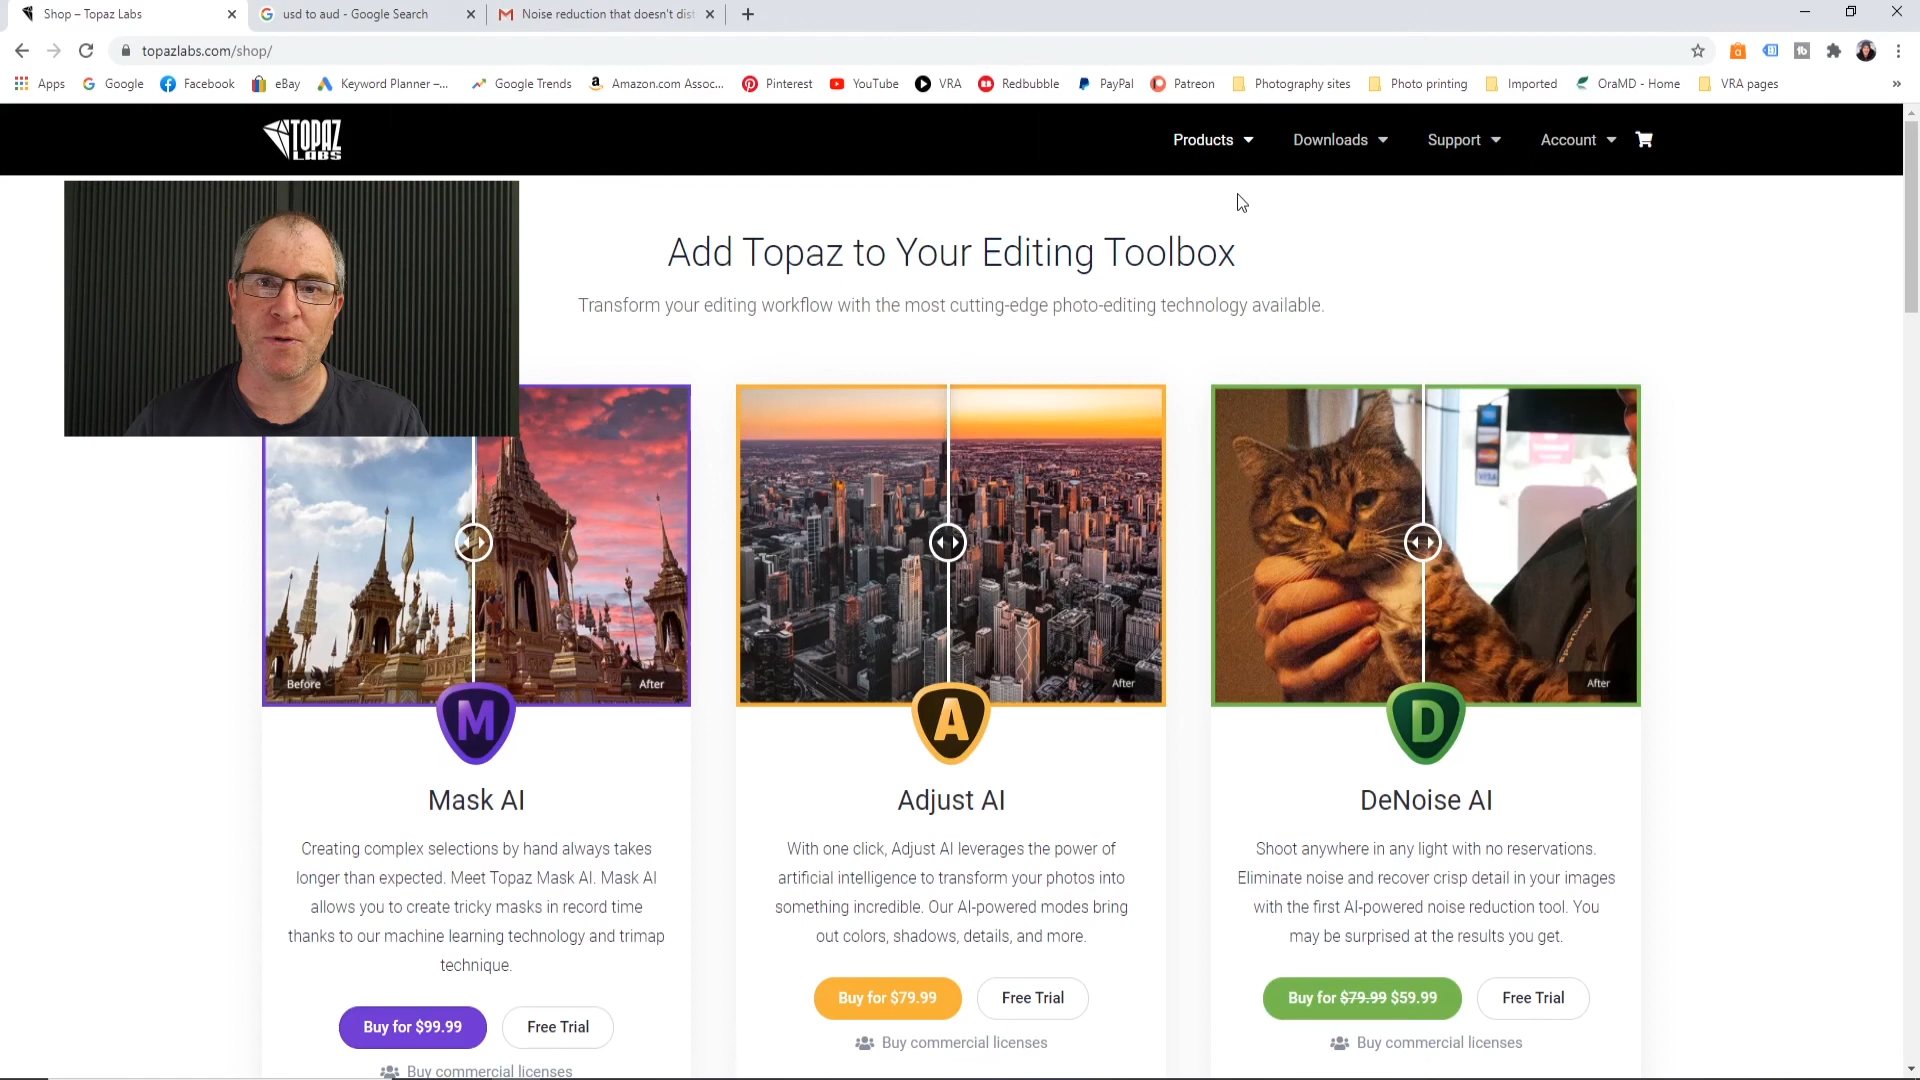 Shop – Topaz Labs
usd to aud - Google Search
Noise reduction that doesn't dist
topazlabs.com/shop/
Apps
Google
Facebook
eBay
Keyword Planner –...
Google Trends
Amazon.com Assoc...
Pinterest
YouTube
VRA
Redbubble
PayPal
Patreon
Photography sites
Photo printing
Imported
OraMD - Home
VRA pages
»
TOPAZ
LABS
Products
Downloads
Support
Account
Add Topaz to Your Editing Toolbox
Transform your editing workflow with the most cutting-edge photo-editing technology available.
Before
After
M
Mask AI
Creating complex selections by hand always takes
longer than expected. Meet Topaz Mask AI. Mask AI
allows you to create tricky masks in record time
thanks to our machine learning technology and trimap
technique.
Buy for $99.99
Free Trial
Buy commercial licenses
After
A
Adjust AI
With one click, Adjust AI leverages the power of
artificial intelligence to transform your photos into
something incredible. Our AI-powered modes bring
out colors, shadows, details, and more.
Buy for $79.99
Free Trial
Buy commercial licenses
VISA
After
D
DeNoise AI
Shoot anywhere in any light with no reservations.
Eliminate noise and recover crisp detail in your images
with the first AI-powered noise reduction tool. You
may be surprised at the results you get.
Buy for $79.99 $59.99
Free Trial
Buy commercial licenses